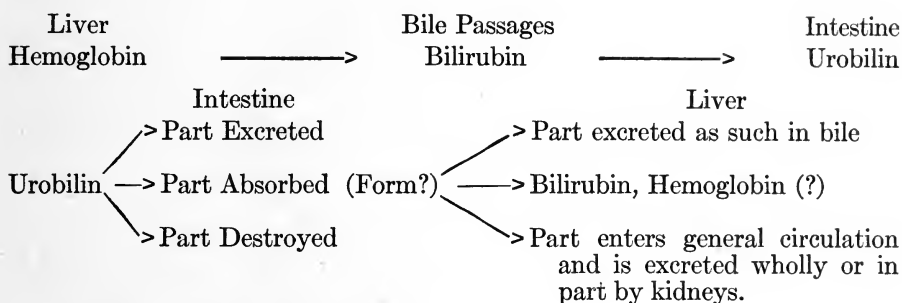 Liver Bile Passages Intestine
Hemoglobin Bilirubin Urobilin
Intestine Liver
Part Excreted Part excreted as such in bile
Urobilin Part Absorbed (Form?) Bilirubin, Hemoglobin (?)
Part Destroyed Part enters general circulation
and is excreted wholly or in
part by kidneys.